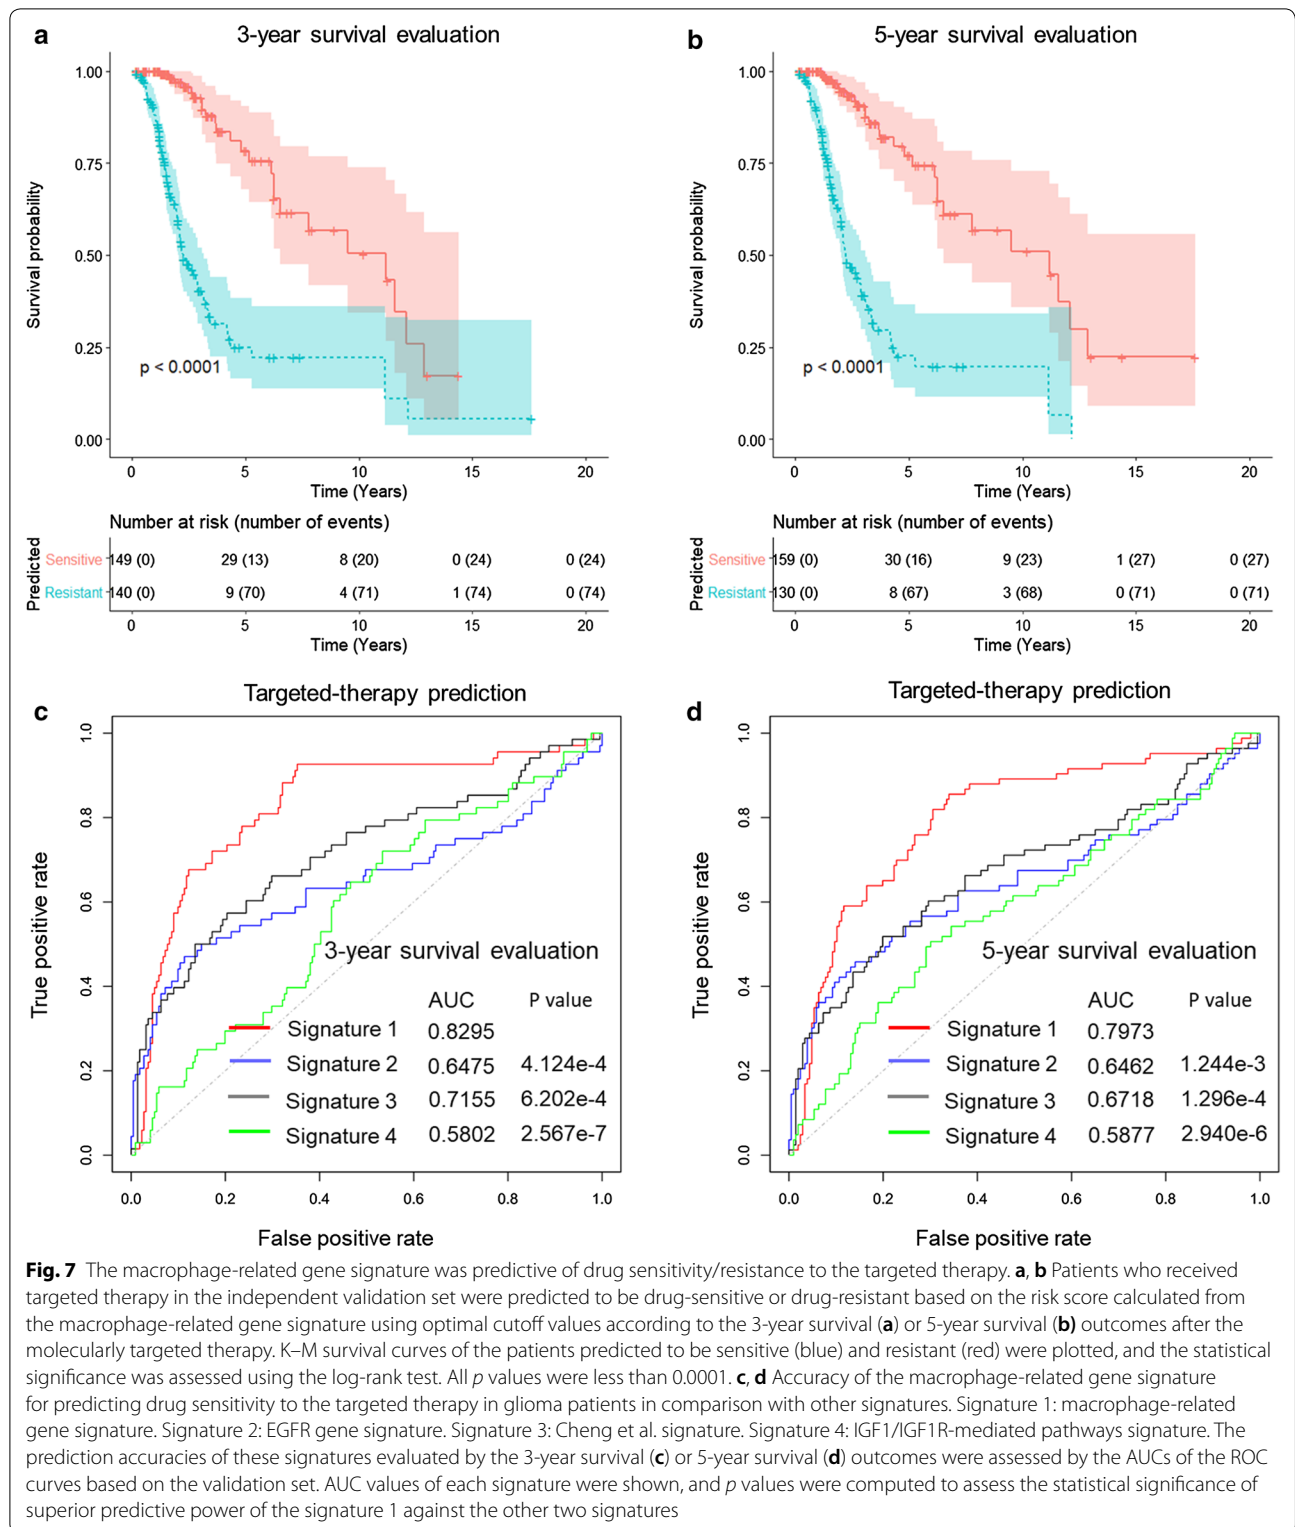 a
3-year survival evaluation
1.00
0.75
0.50
0.25
0.00
Survival probability
p < 0.0001
0 5 10 15 20
Time (Years)
Number at risk (number of events)
Predicted
Sensitive 149 (0) 29 (13) 8 (20) 0 (24) 0 (24)
Resistant 140 (0) 9 (70) 4 (71) 1 (74) 0 (74)
0 5 10 15 20
Time (Years)
b
5-year survival evaluation
1.00
0.75
0.50
0.25
0.00
Survival probability
p < 0.0001
0 5 10 15 20
Time (Years)
Number at risk (number of events)
Predicted
Sensitive 159 (0) 30 (16) 9 (23) 1 (27) 0 (27)
Resistant 130 (0) 8 (67) 3 (68) 0 (71) 0 (71)
0 5 10 15 20
Time (Years)
c
Targeted-therapy prediction
1.0
0.8
0.6
0.4
0.2
0.0
True positive rate
3-year survival evaluation
AUC P value
Signature 1 0.8295
Signature 2 0.6475 4.124e-4
Signature 3 0.7155 6.202e-4
Signature 4 0.5802 2.567e-7
0.0 0.2 0.4 0.6 0.8 1.0
False positive rate
d
Targeted-therapy prediction
1.0
0.8
0.6
0.4
0.2
0.0
True positive rate
5-year survival evaluation
AUC P value
Signature 1 0.7973
Signature 2 0.6462 1.244e-3
Signature 3 0.6718 1.296e-4
Signature 4 0.5877 2.940e-6
0.0 0.2 0.4 0.6 0.8 1.0
False positive rate
Fig. 7 The macrophage-related gene signature was predictive of drug sensitivity/resistance to the targeted therapy. a, b Patients who received
targeted therapy in the independent validation set were predicted to be drug-sensitive or drug-resistant based on the risk score calculated from
the macrophage-related gene signature using optimal cutoff values according to the 3-year survival (a) or 5-year survival (b) outcomes after the
molecularly targeted therapy. K–M survival curves of the patients predicted to be sensitive (blue) and resistant (red) were plotted, and the statistical
significance was assessed using the log-rank test. All p values were less than 0.0001. c, d Accuracy of the macrophage-related gene signature
for predicting drug sensitivity to the targeted therapy in glioma patients in comparison with other signatures. Signature 1: macrophage-related
gene signature. Signature 2: EGFR gene signature. Signature 3: Cheng et al. signature. Signature 4: IGF1/IGF1R-mediated pathways signature. The
prediction accuracies of these signatures evaluated by the 3-year survival (c) or 5-year survival (d) outcomes were assessed by the AUCs of the ROC
curves based on the validation set. AUC values of each signature were shown, and p values were computed to assess the statistical significance of
superior predictive power of the signature 1 against the other two signatures